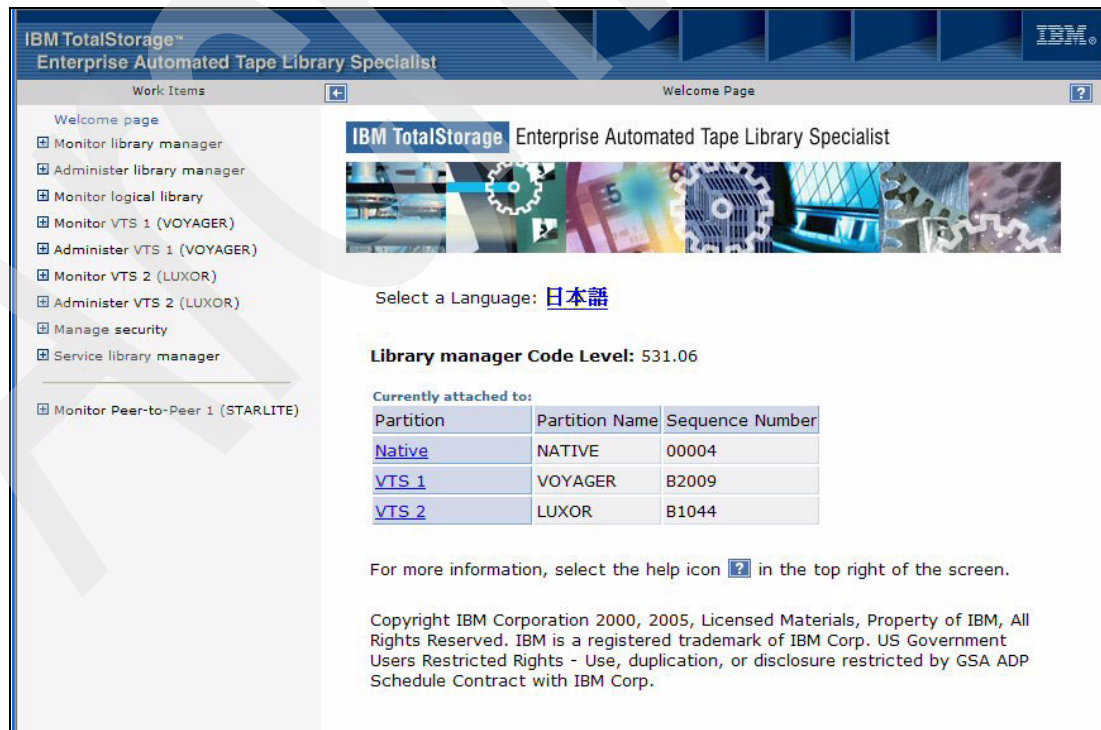 IBM TotalStorage™
Enterprise Automated Tape Library Specialist
IBM®
Work Items
Welcome Page
?
Welcome page
Monitor library manager
Administer library manager
Monitor logical library
Monitor VTS 1 (VOYAGER)
Administer VTS 1 (VOYAGER)
Monitor VTS 2 (LUXOR)
Administer VTS 2 (LUXOR)
Manage security
Service library manager
Monitor Peer-to-Peer 1 (STARLITE)
IBM TotalStorage Enterprise Automated Tape Library Specialist
Select a Language: 日本語
Library manager Code Level: 531.06
Currently attached to:
Partition Partition Name Sequence Number
Native NATIVE 00004
VTS 1 VOYAGER B2009
VTS 2 LUXOR B1044
For more information, select the help icon ? in the top right of the screen.
Copyright IBM Corporation 2000, 2005, Licensed Materials, Property of IBM, All
Rights Reserved. IBM is a registered trademark of IBM Corp. US Government
Users Restricted Rights - Use, duplication, or disclosure restricted by GSA ADP
Schedule Contract with IBM Corp.